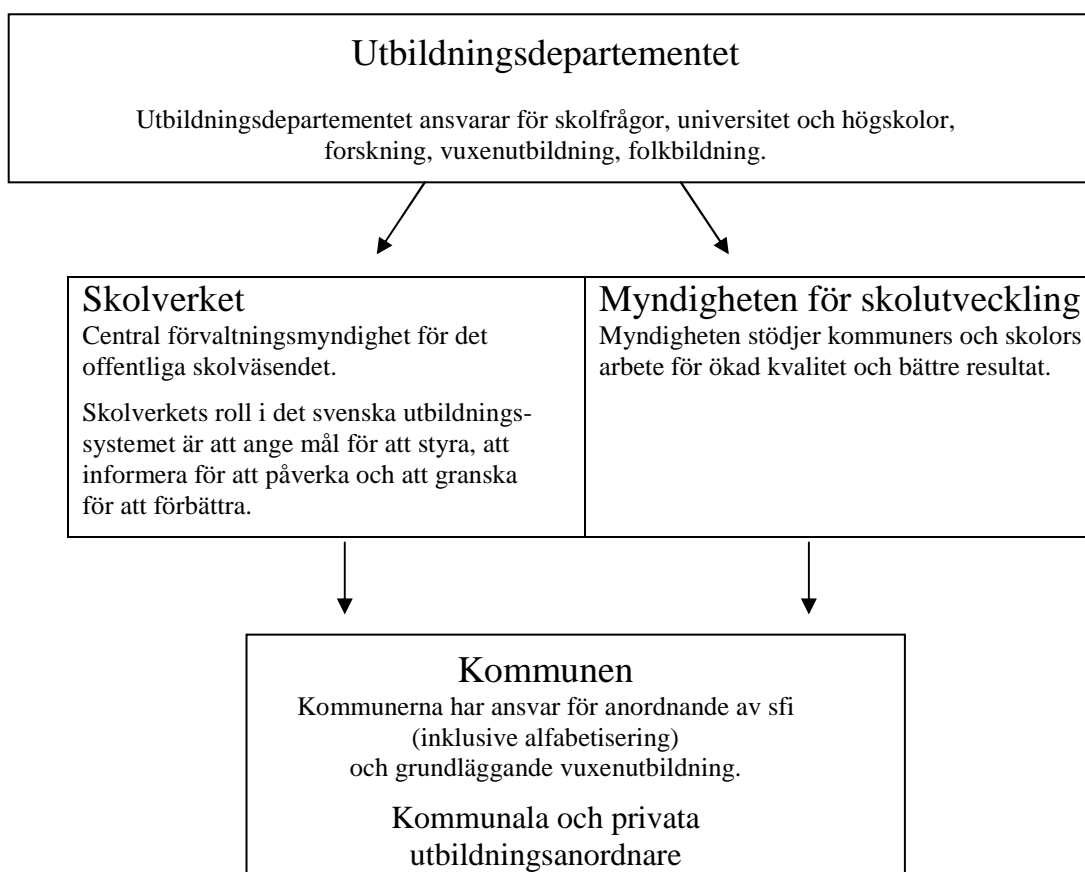 Utbildningsdepartementet
Utbildningsdepartementet ansvarar för skolfrågor, universitet och högskolor,
forskning, vuxenutbildning, folkbildning.
Skolverket
Central förvaltningsmyndighet för det
offentliga skolväsendet.
Skolverkets roll i det svenska utbildnings-
systemet är att ange mål för att styra, att
informera för att påverka och att granska
för att förbättra.
Myndigheten för skolutveckling
Myndigheten stödjer kommuners och skolors
arbete för ökad kvalitet och bättre resultat.
Kommunen
Kommunerna har ansvar för anordnande av sfi
(inklusive alfabetisering)
och grundläggande vuxenutbildning.
Kommunala och privata
utbildningsanordnare